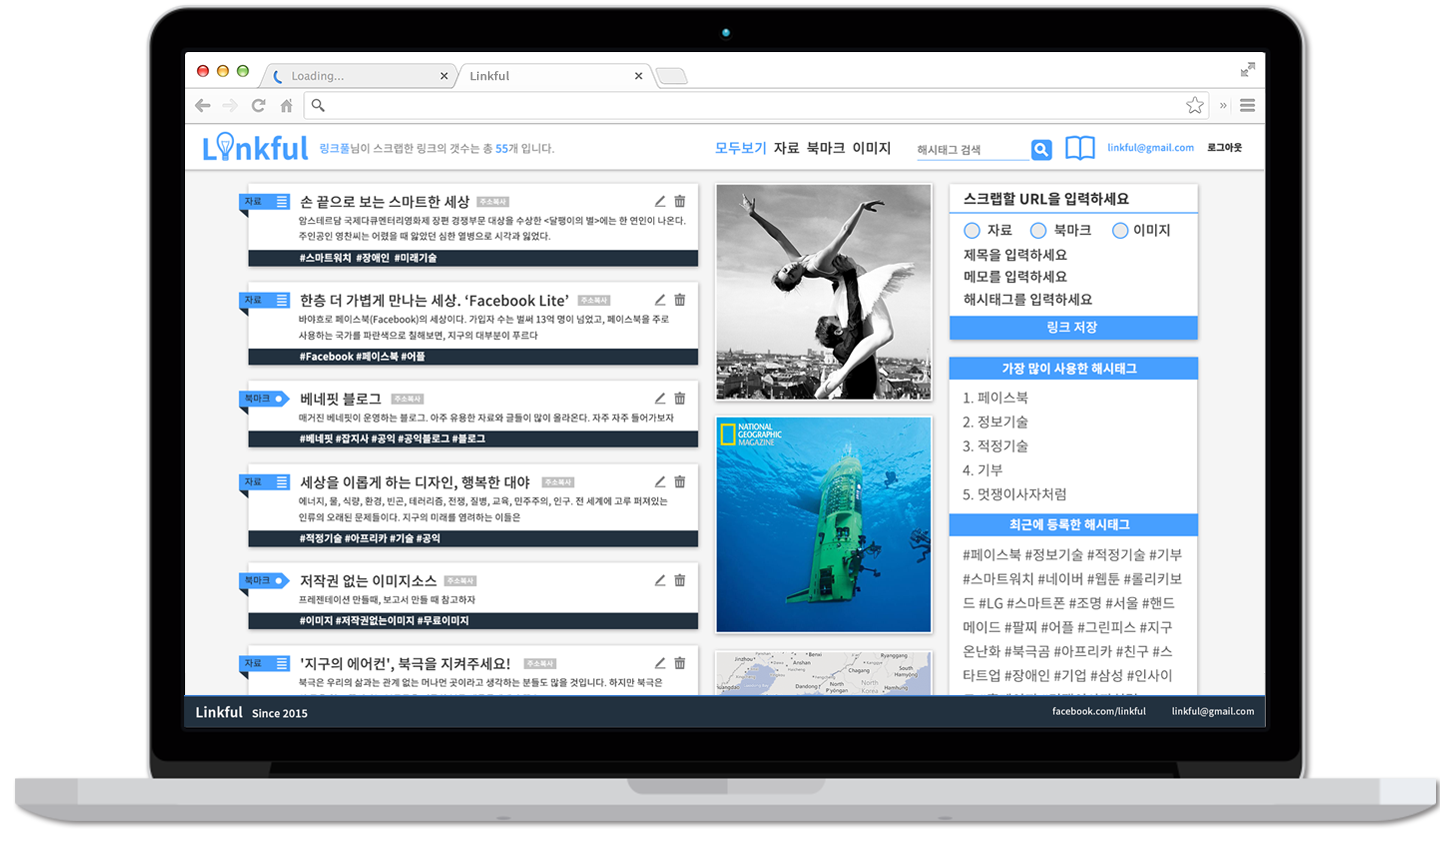 Loading...
Linkful
Linkful
링크풀님이 스크랩한 링크의 갯수는 총 55개 입니다.
모두보기 자료 북마크 이미지
해시태그 검색
linkful@gmail.com
로그아웃
자료
손 끝으로 보는 스마트한 세상 주소복사
암스테르담 국제다큐멘터리영화제 장편 경쟁부문 대상을 수상한 <달팽이의 별>에는 한 연인이 나온다.
주인공인 영찬씨는 어렸을 때 앓았던 심한 열병으로 시각과 잃었다.
#스마트워치 #장애인 #미래기술
자료
한층 더 가볍게 만나는 세상. ‘Facebook Lite’ 주소복사
바야흐로 페이스북(Facebook)의 세상이다. 가입자 수는 벌써 13억 명이 넘었고, 페이스북을 주로
사용하는 국가를 파란색으로 칠해보면, 지구의 대부분이 푸르다
#Facebook #페이스북 #어플
북마크
베네핏 블로그 주소복사
매거진 베네핏이 운영하는 블로그. 아주 유용한 자료와 글들이 많이 올라온다. 자주 자주 들어가보자
#베네핏 #잡지사 #공익 #공익블로그 #블로그
자료
세상을 이롭게 하는 디자인, 행복한 대야 주소복사
에너지, 물, 식량, 환경, 빈곤, 테러리즘, 전쟁, 질병, 교육, 민주주의, 인구. 전 세계에 고루 퍼져있는
인류의 오래된 문제들이다. 지구의 미래를 염려하는 이들은
#적정기술 #아프리카 #기술 #공익
북마크
저작권 없는 이미지소스 주소복사
프레젠테이션 만들때, 보고서 만들 때 참고하자
#이미지 #저작권없는이미지 #무료이미지
자료
'지구의 에어컨', 북극을 지켜주세요! 주소복사
북극은 우리의 삶과는 관계 없는 머나먼 곳이라고 생각하는 분들도 많을 것입니다. 하지만 북극은
NATIONAL
GEOGRAPHIC
MAGAZINE
Jinzhou
Benxi
Anshan
Ryanggang
Kanggye
Chagang
South
Hamgyong
Dandong
North
P'yongan
North
Korea
Hamhung
스크랩할 URL을 입력하세요
자료 북마크 이미지
제목을 입력하세요
메모를 입력하세요
해시태그를 입력하세요
링크 저장
가장 많이 사용한 해시태그
1. 페이스북
2. 정보기술
3. 적정기술
4. 기부
5. 멋쟁이사자처럼
최근에 등록한 해시태그
#페이스북 #정보기술 #적정기술 #기부
#스마트워치 #네이버 #웹툰 #롤리키보
드 #LG #스마트폰 #조명 #서울 #핸드
메이드 #팔찌 #어플 #그린피스 #지구
온난화 #북극곰 #아프리카 #친구 #스
타트업 #장애인 #기업 #삼성 #인사이
Linkful Since 2015
facebook.com/linkful
linkful@gmail.com